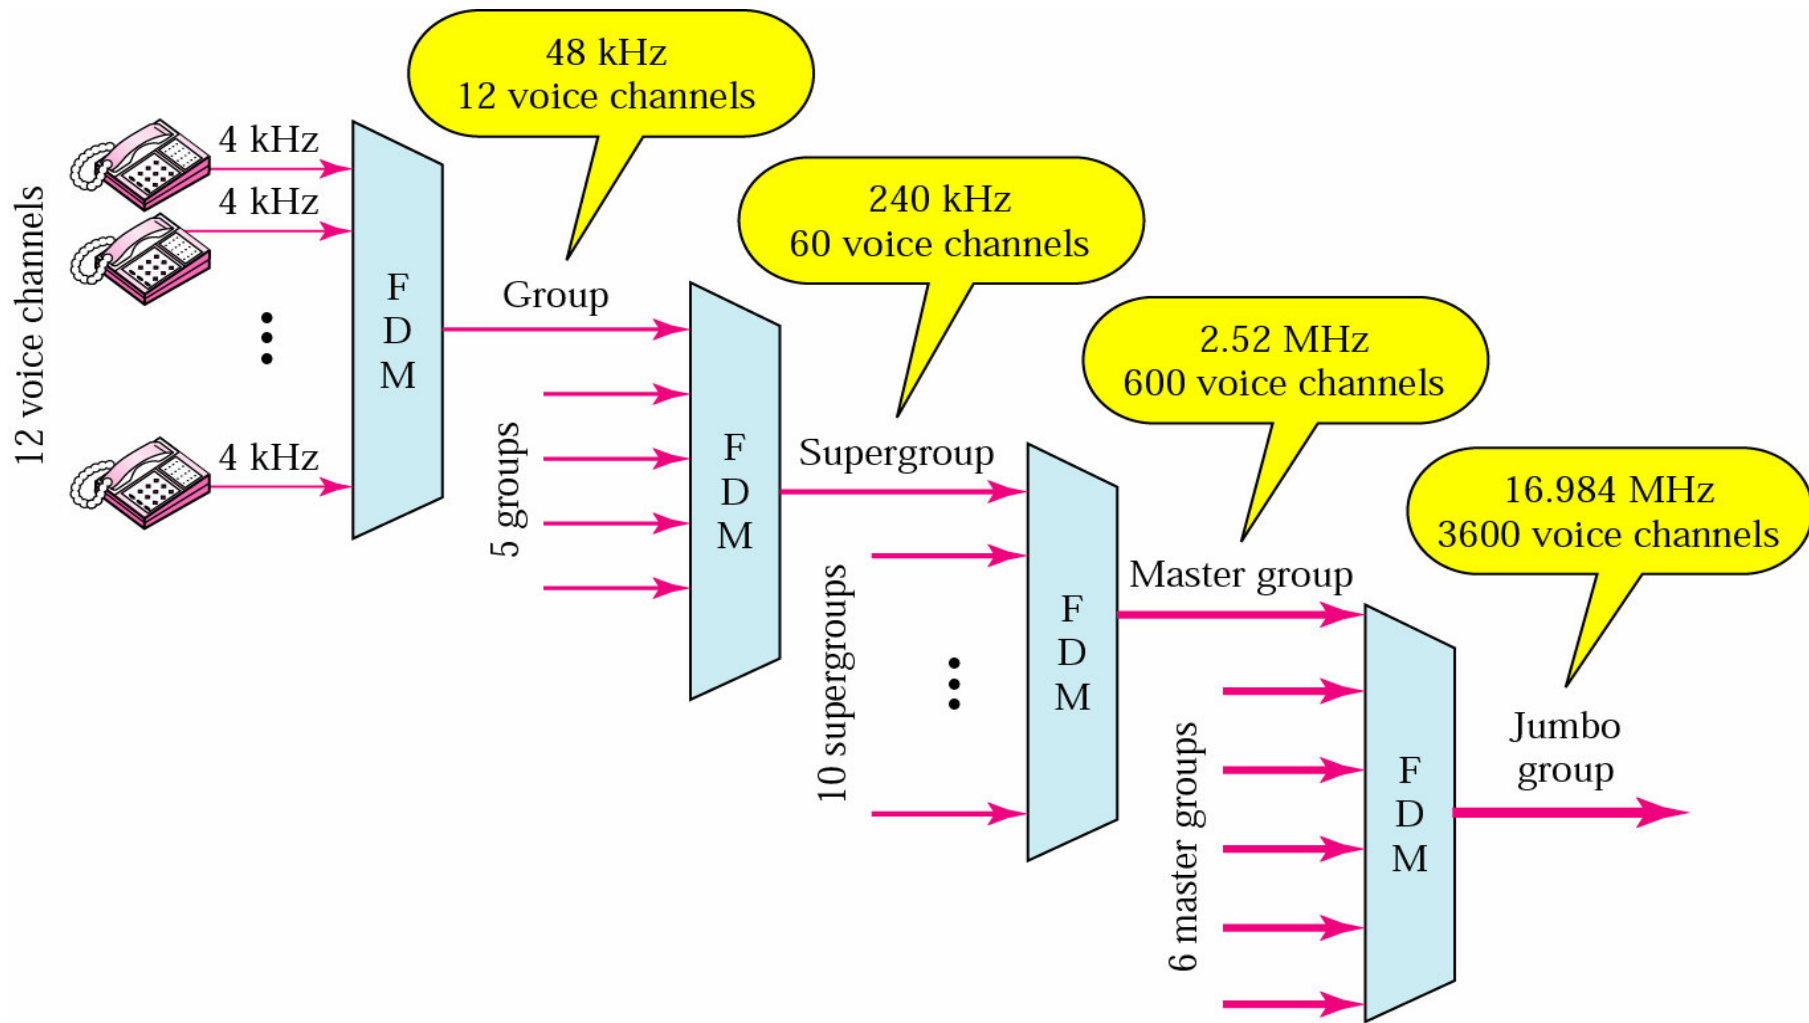 48 kHz
12 voice channels
4 kHz
4 kHz
4 kHz
12 voice channels
F
D
M
Group
240 kHz
60 voice channels
5 groups
F
D
M
Supergroup
2.52 MHz
600 voice channels
10 supergroups
F
D
M
Master group
16.984 MHz
3600 voice channels
6 master groups
F
D
M
Jumbo
group